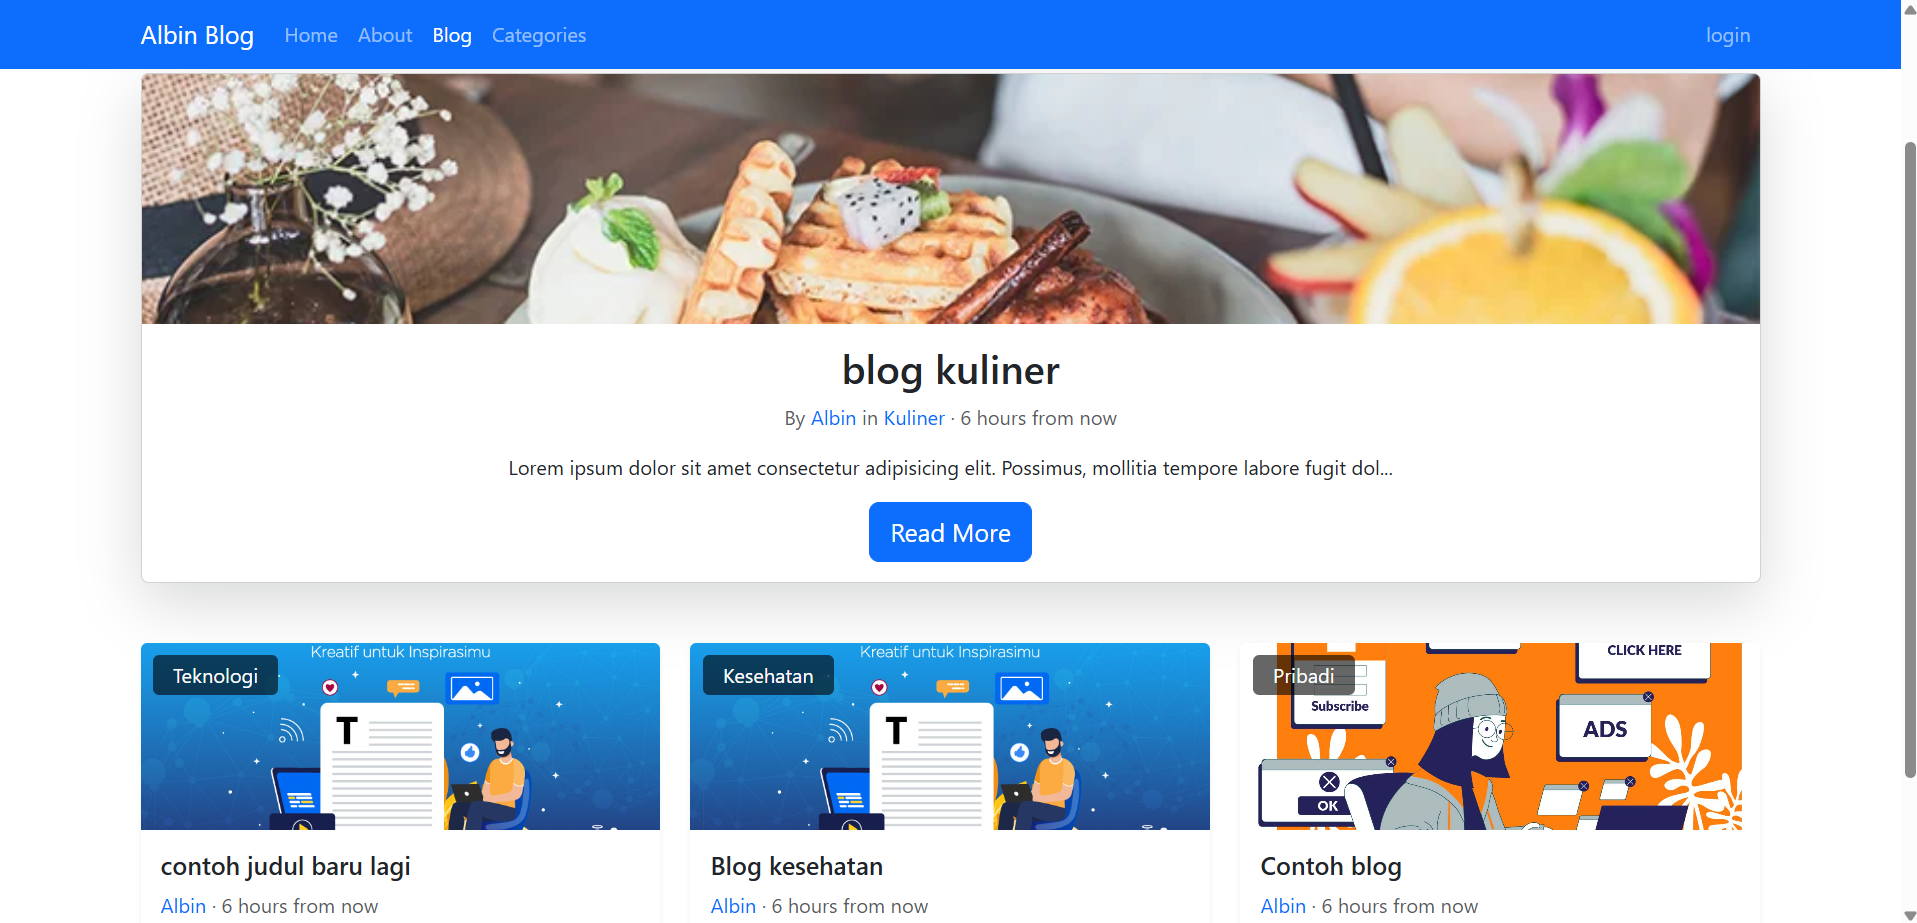 Albin Blog Home About Blog Categories login
blog kuliner
By Albin in Kuliner · 6 hours from now
Lorem ipsum dolor sit amet consectetur adipisicing elit. Possimus, mollitia tempore labore fugit dol...
Read More
Kreatif untuk Inspirasimu
Teknologi
T
contoh judul baru lagi
Albin · 6 hours from now
Kreatif untuk Inspirasimu
Kesehatan
T
Blog kesehatan
Albin · 6 hours from now
CLICK HERE
Pribadi
Subscribe
ADS
OK
Contoh blog
Albin · 6 hours from now